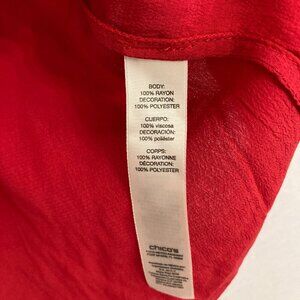 BODY:
100% RAYON
DECORATION:
100% POLYESTER
CUERPO:
100% viscosa
DECORACIÓN:
100% poliéster
CORPS:
100% RAYONNE
DÉCORATION:
100% POLYESTER
chico's